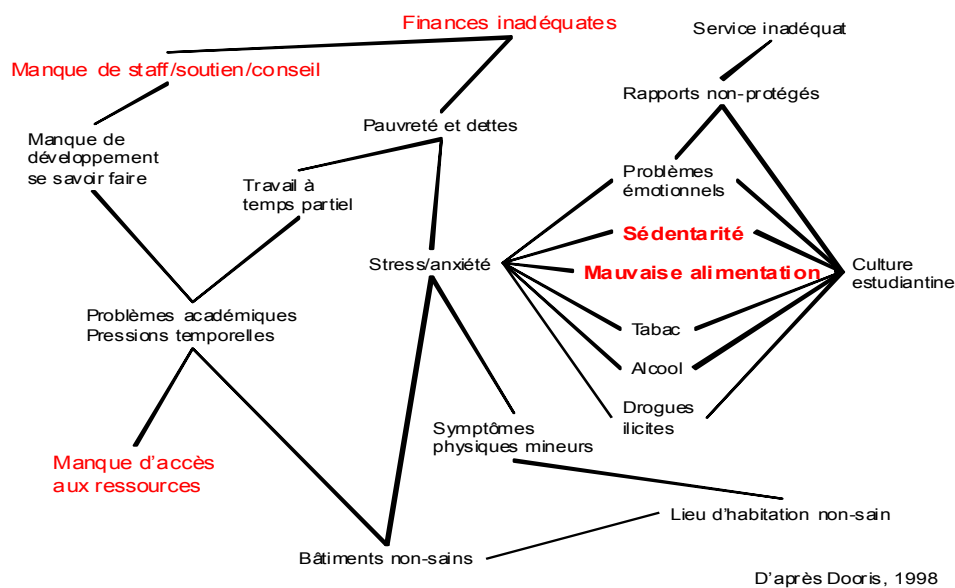 Finances inadéquates
Service inadéquat
Manque de staff/soutien/conseil
Rapports non-protégés
Pauvreté et dettes
Manque de
développement
se savoir faire
Problèmes
émotionnels
Travail à
temps partiel
Sédentarité
Stress/anxiété
Mauvaise alimentation
Culture
estudiantine
Problèmes académiques
Pressions temporelles
Tabac
Alcool
Drogues
ilicites
Symptômes
physiques mineurs
Manque d'accès
aux ressources
Lieu d'habitation non-sain
Bâtiments non-sains
D'après Dooris, 1998